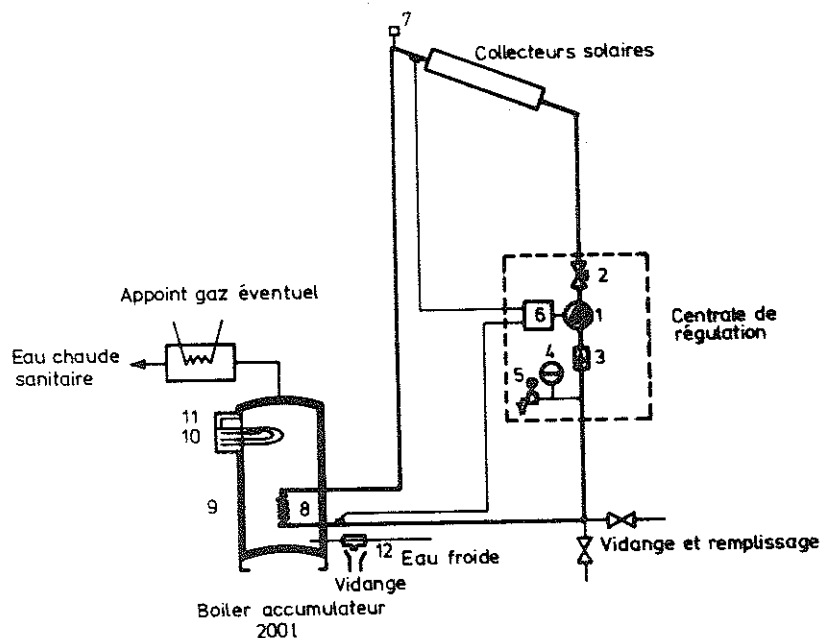 7
Collecteurs solaires
2
6
1
Centrale de
régulation
3
4
5
Appoint gaz éventuel
Eau chaude
sanitaire
11
10
9
8
12
Eau froide
Vidange
Vidange et remplissage
Boiler accumulateur
200l